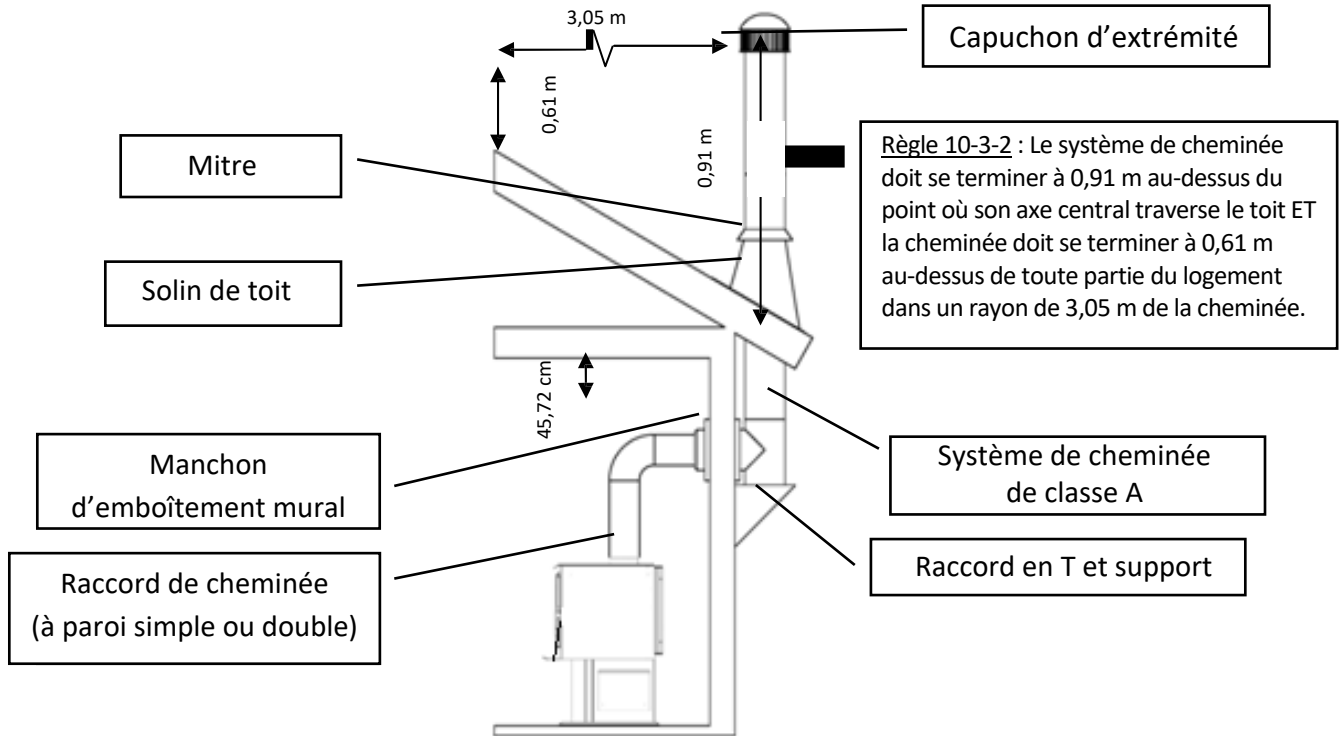 3,05 m
Capuchon d’extrémité
0,61 m
Mitre
0,91 m
Règle 10-3-2 : Le système de cheminée
doit se terminer à 0,91 m au-dessus du
point où son axe central traverse le toit ET
la cheminée doit se terminer à 0,61 m
au-dessus de toute partie du logement
dans un rayon de 3,05 m de la cheminée.
Solin de toit
45,72 cm
Manchon
d’emboîtement mural
Système de cheminée
de classe A
Raccord de cheminée
(à paroi simple ou double)
Raccord en T et support